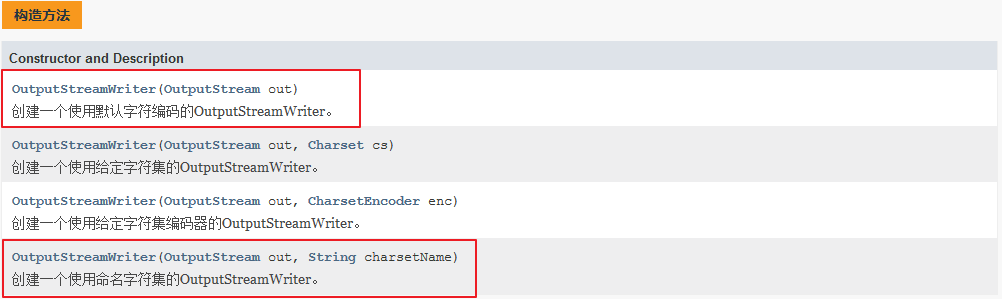 构造方法
Constructor and Description
OutputStreamWriter(OutputStream out)
创建一个使用默认字符编码的OutputStreamWriter。
OutputStreamWriter(OutputStream out, Charset cs)
创建一个使用给定字符集的OutputStreamWriter。
OutputStreamWriter(OutputStream out, CharsetEncoder enc)
创建一个使用给定字符集编码器的OutputStreamWriter。
OutputStreamWriter(OutputStream out, String charsetName)
创建一个使用命名字符集的OutputStreamWriter。